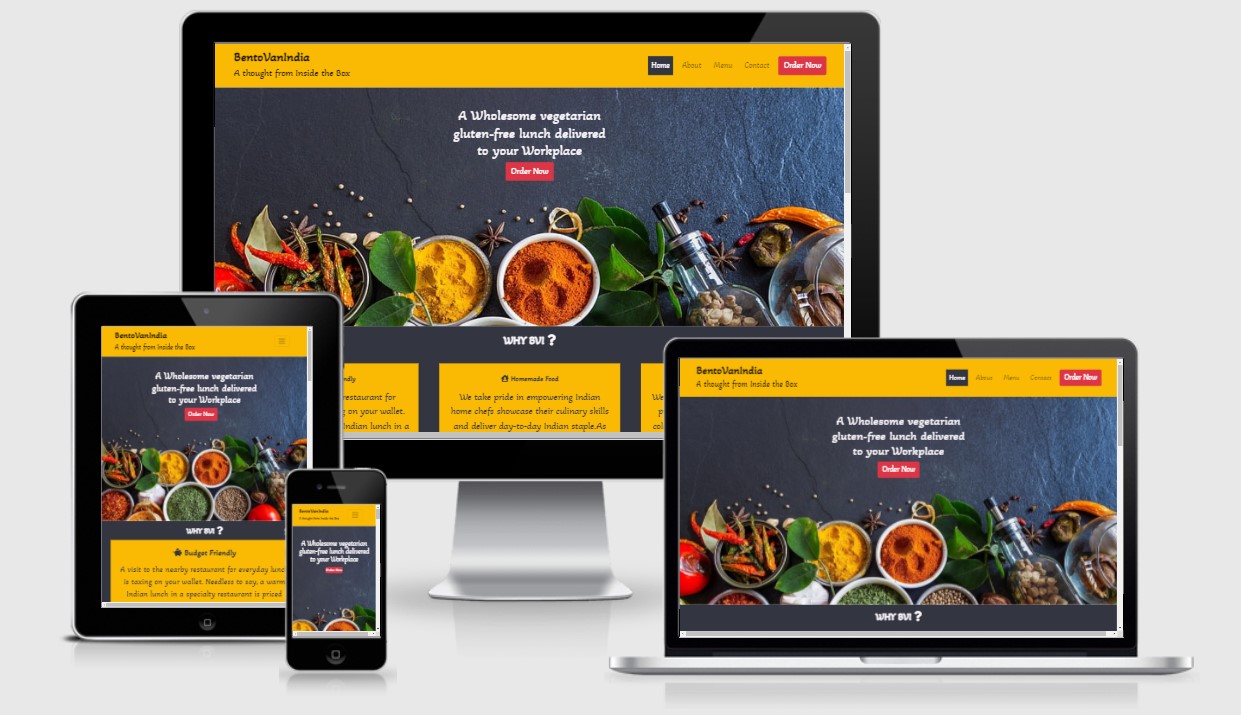 BentoVanIndia
A thought from Inside the Box
Home About Menu Contact Order Now
A Wholesome vegetarian
gluten-free lunch delivered
to your Workplace
Order Now
WHY BVI ?
ndly
restaurant for
g on your wallet.
Indian lunch in a
Homemade Food
We take pride in empowering Indian
home chefs showcase their culinary skills
and deliver day-to-day Indian staple.As
We
p
col
BentoVanIndia
A thought from Inside the Box
A Wholesome vegetarian
gluten-free lunch delivered
to your Workplace
Order Now
WHY BVI ?
Budget Friendly
A visit to the nearby restaurant for everyday lunc
is taxing on your wallet. Needless to say, a warm
Indian lunch in a specialty restaurant is priced
BentoVanIndia
A thought from Inside the Box
A Wholesome vegetarian
gluten-free lunch delivered
to your Workplace
Order Now
BentoVanIndia
A thought from Inside the Box
Home About Menu Contact Order Now
A Wholesome vegetarian
gluten-free lunch delivered
to your Workplace
Order Now
WHY BVI ?